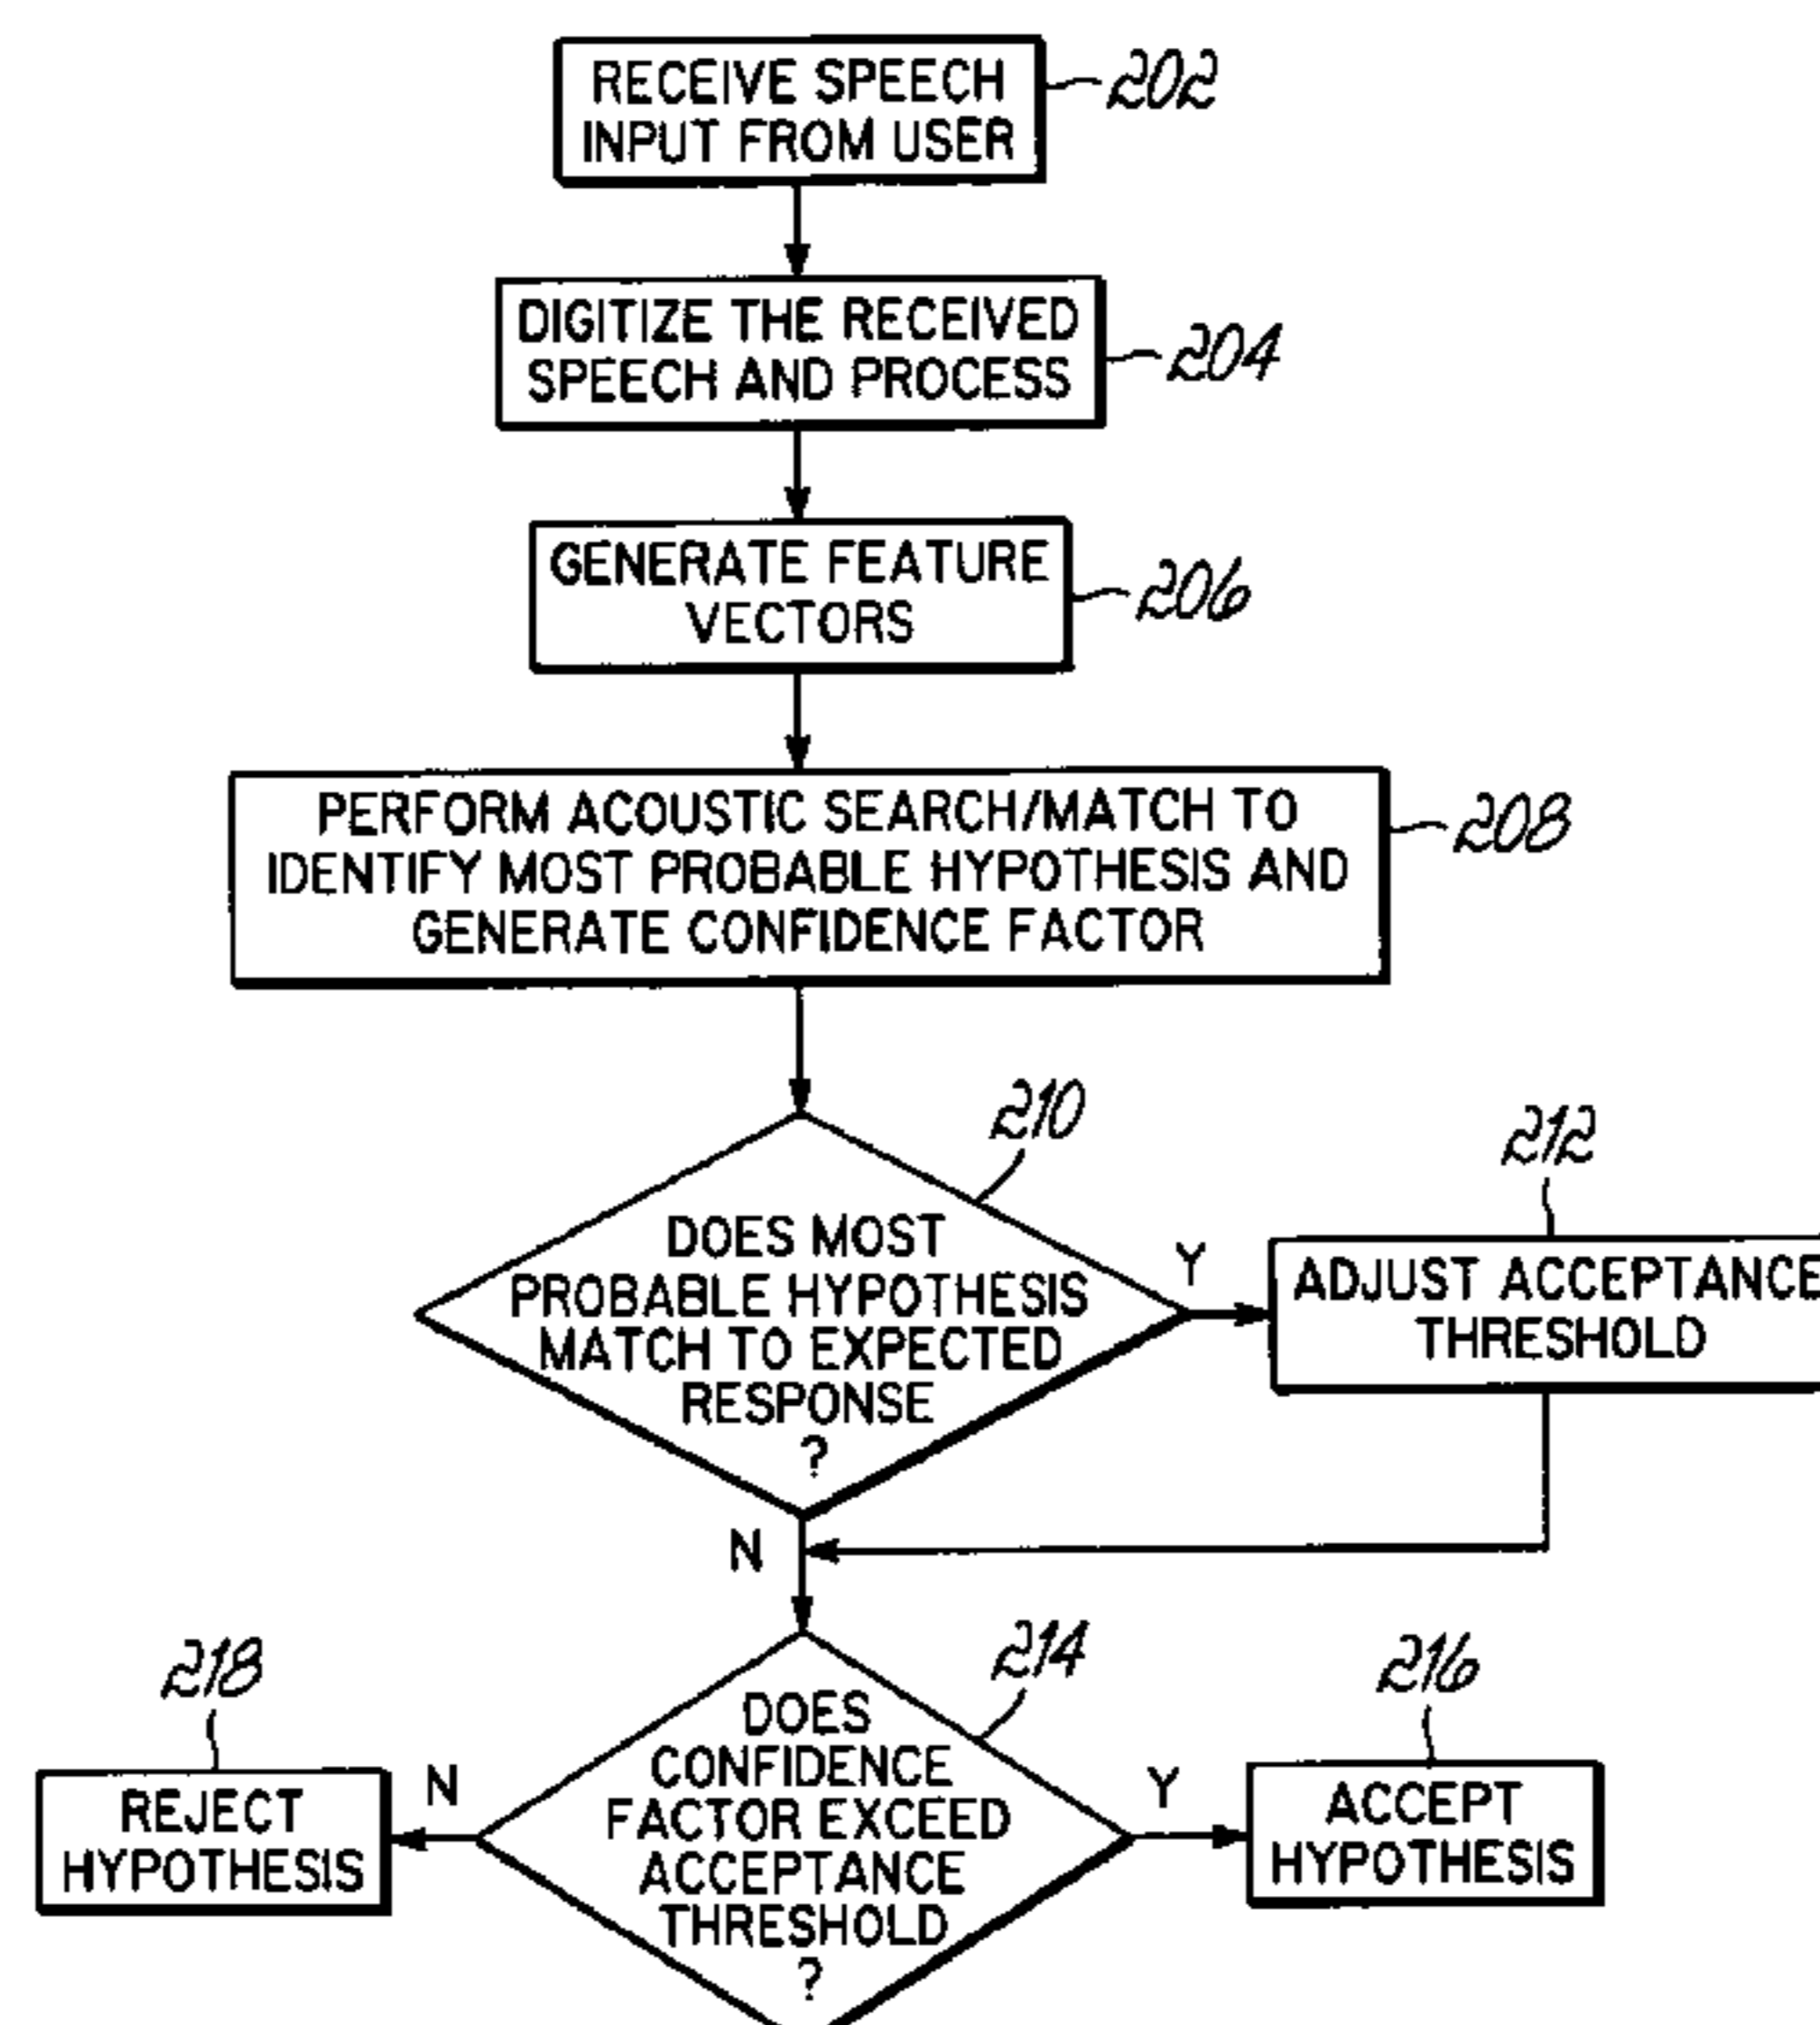 RECEIVE SPEECH
INPUT FROM USER
202
DIGITIZE THE RECEIVED
SPEECH AND PROCESS
204
GENERATE FEATURE
VECTORS
206
PERFORM ACOUSTIC SEARCH/MATCH TO
IDENTIFY MOST PROBABLE HYPOTHESIS AND
GENERATE CONFIDENCE FACTOR
208
210
DOES MOST
PROBABLE HYPOTHESIS
MATCH TO EXPECTED
RESPONSE
?
Y
212
ADJUST ACCEPTANCE
THRESHOLD
N
214
DOES
CONFIDENCE
FACTOR EXCEED
ACCEPTANCE
THRESHOLD
?
N
218
REJECT
HYPOTHESIS
Y
216
ACCEPT
HYPOTHESIS